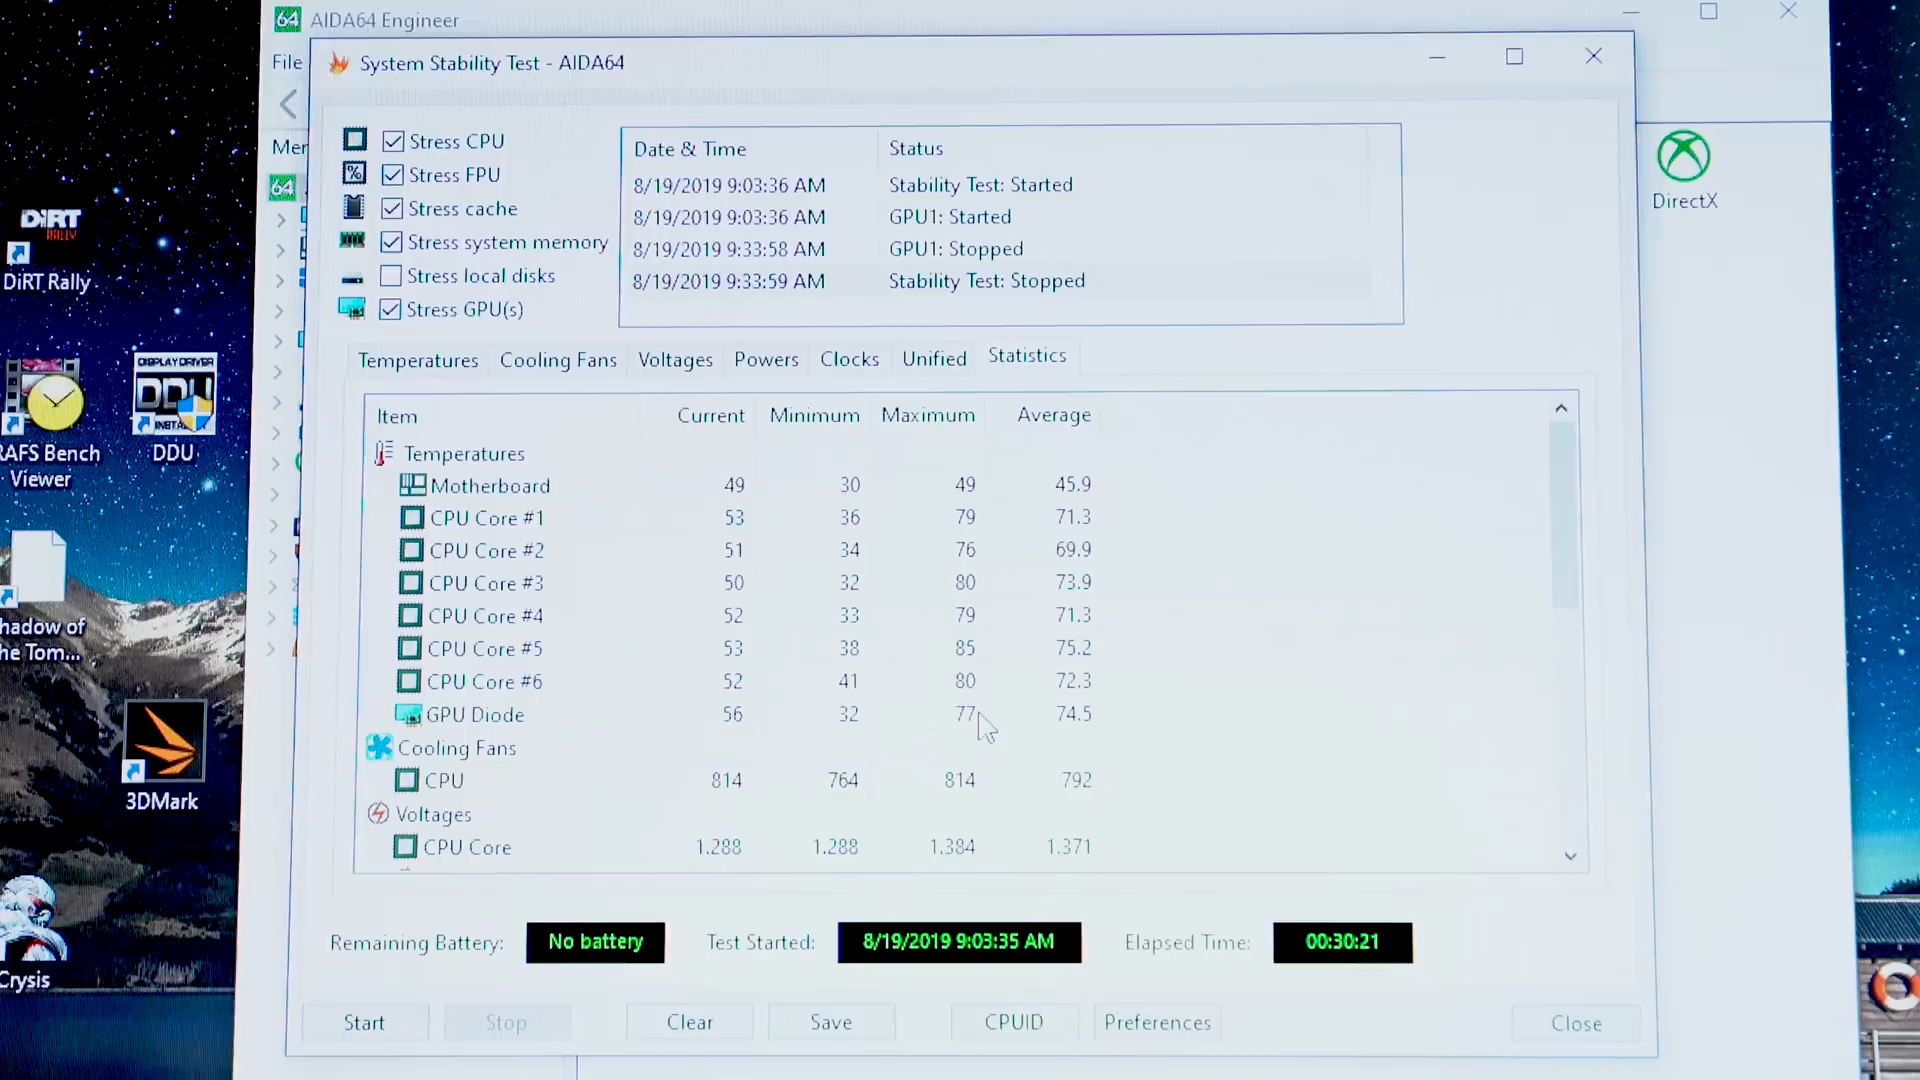 AIDA64 Engineer
File
System Stability Test - AIDA64
Stress CPU
Stress FPU
Stress cache
Stress system memory
Stress local disks
Stress GPU(s)
Date & Time Status
8/19/2019 9:03:36 AM Stability Test: Started
8/19/2019 9:03:36 AM GPU1: Started
8/19/2019 9:33:58 AM GPU1: Stopped
8/19/2019 9:33:59 AM Stability Test: Stopped
Men
64
64
DirectX
DiRT
RALLY
DiRT Rally
DISPLAY DRIVER
DDU
RAFS Bench
Viewer
DDU
hadow of
he Tom...
3DMark
Crysis
Temperatures Cooling Fans Voltages Powers Clocks Unified Statistics
Item Current Minimum Maximum Average
Temperatures
Motherboard 49 30 49 45.9
CPU Core #1 53 36 79 71.3
CPU Core #2 51 34 76 69.9
CPU Core #3 50 32 80 73.9
CPU Core #4 52 33 79 71.3
CPU Core #5 53 38 85 75.2
CPU Core #6 52 41 80 72.3
GPU Diode 56 32 77 74.5
Cooling Fans
CPU 814 764 814 792
Voltages
CPU Core 1.288 1.288 1.384 1.371
Remaining Battery: No battery Test Started: 8/19/2019 9:03:35 AM Elapsed Time: 00:30:21
Start Stop Clear Save CPUID Preferences Close